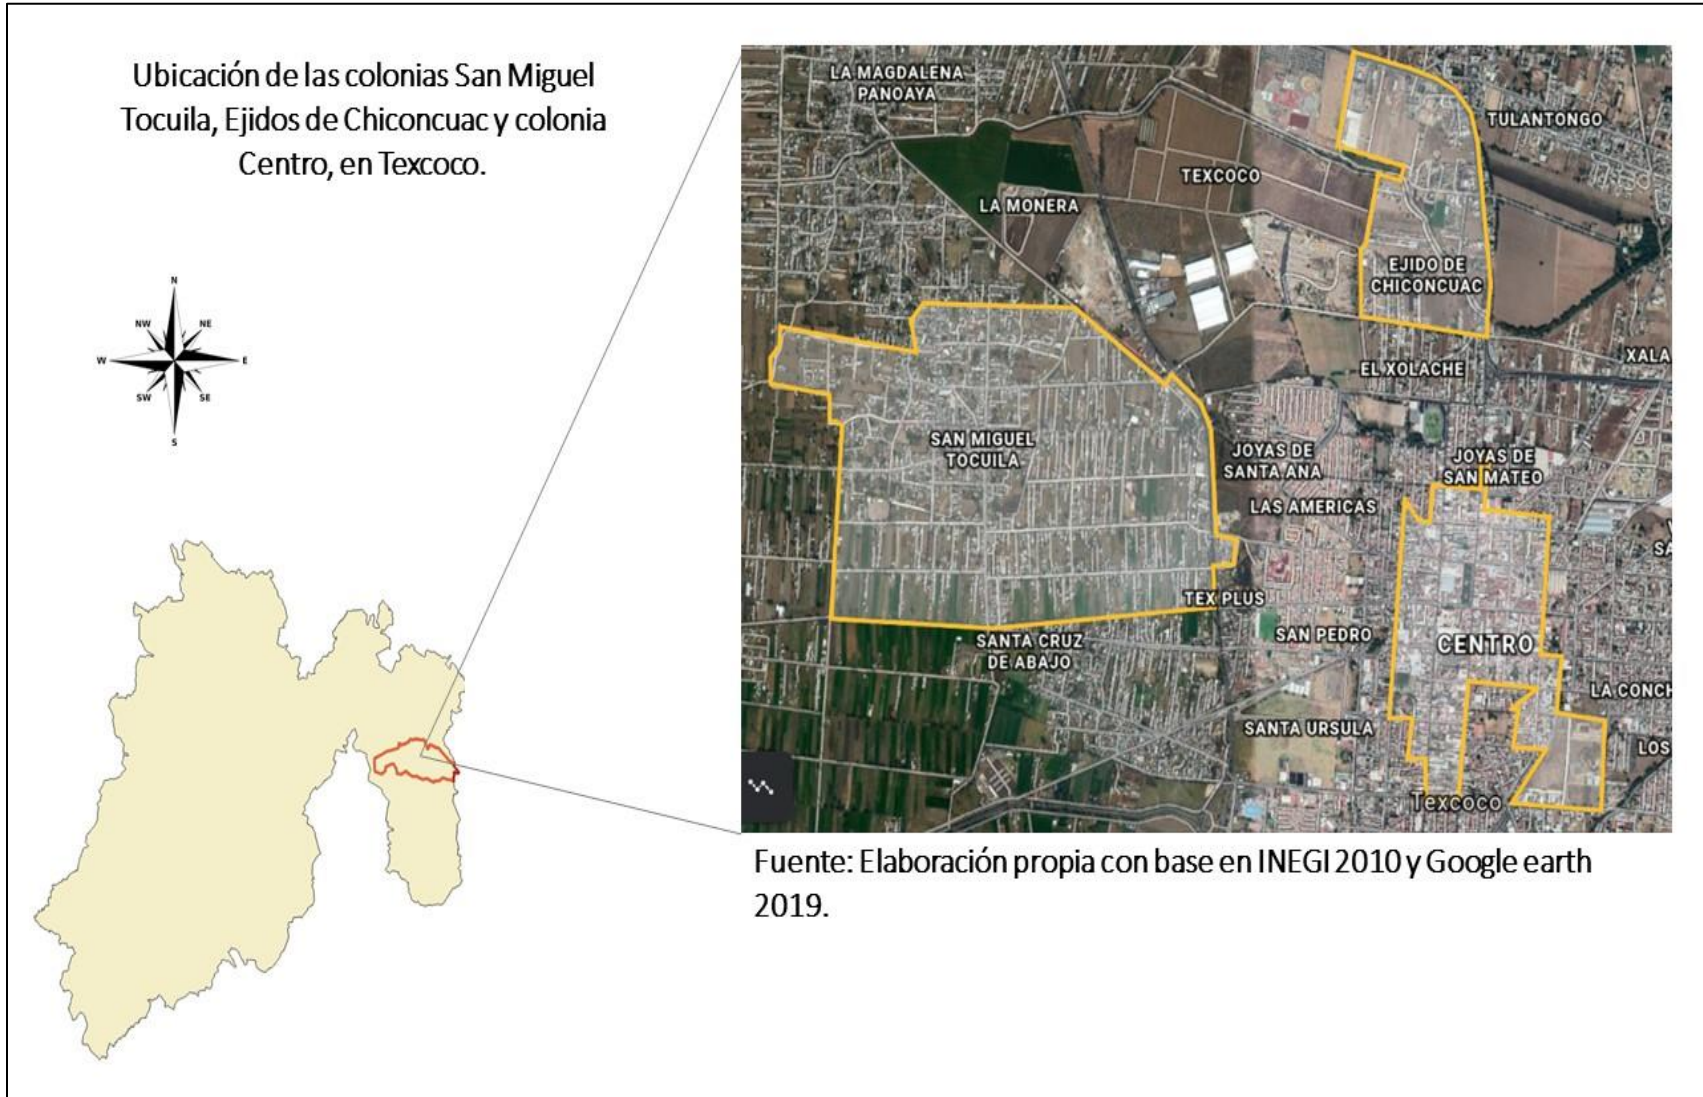 Ubicación de las colonias San Miguel
Tocuila, Ejidos de Chiconcuac y colonia
Centro, en Texcoco.
N
NW
NE
W
E
SW
SE
S
LA MAGDALENA
PANOAYA
TULANTONGO
TEXCOCO
LA MONERA
EJIDO DE
CHICONCUAC
XALA
EL XOLACHE
SAN MIGUEL
TOCUILA
JOYAS DE
SANTA ANA
JOYAS DE
SAN MATEO
LAS AMERICAS
SA
TEX PLUS
SANTA CRUZ
DE ABAJO
SAN PEDRO
CENTRO
LA CONCH
SANTA URSULA
LOS
Texcoco
Fuente: Elaboración propia con base en INEGI 2010 y Google earth
2019.